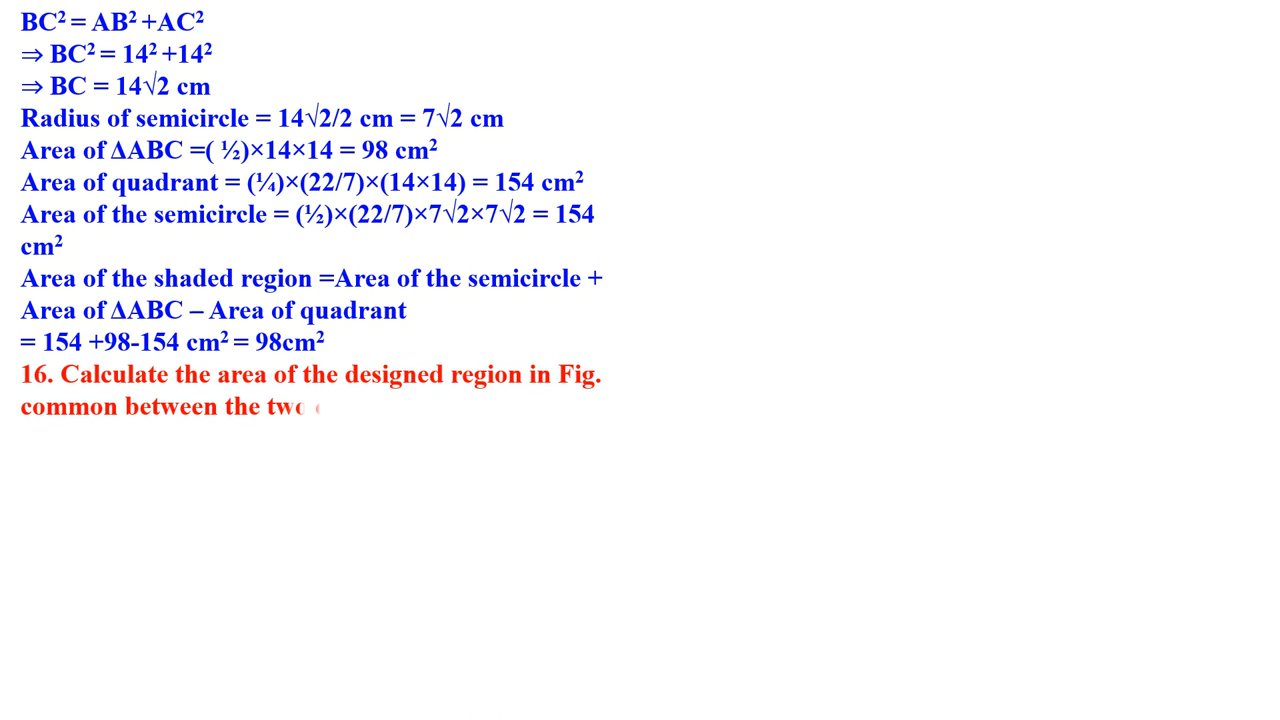 BC² = AB² +AC²
⇒ BC² = 14² +14²
⇒ BC = 14√2 cm
Radius of semicircle = 14√2/2 cm = 7√2 cm
Area of ΔABC =( ½)×14×14 = 98 cm²
Area of quadrant = (¼)×(22/7)×(14×14) = 154 cm²
Area of the semicircle = (½)×(22/7)×7√2×7√2 = 154
cm²
Area of the shaded region =Area of the semicircle +
Area of ΔABC – Area of quadrant
= 154 +98-154 cm² = 98cm²
16. Calculate the area of the designed region in Fig.
common between the two